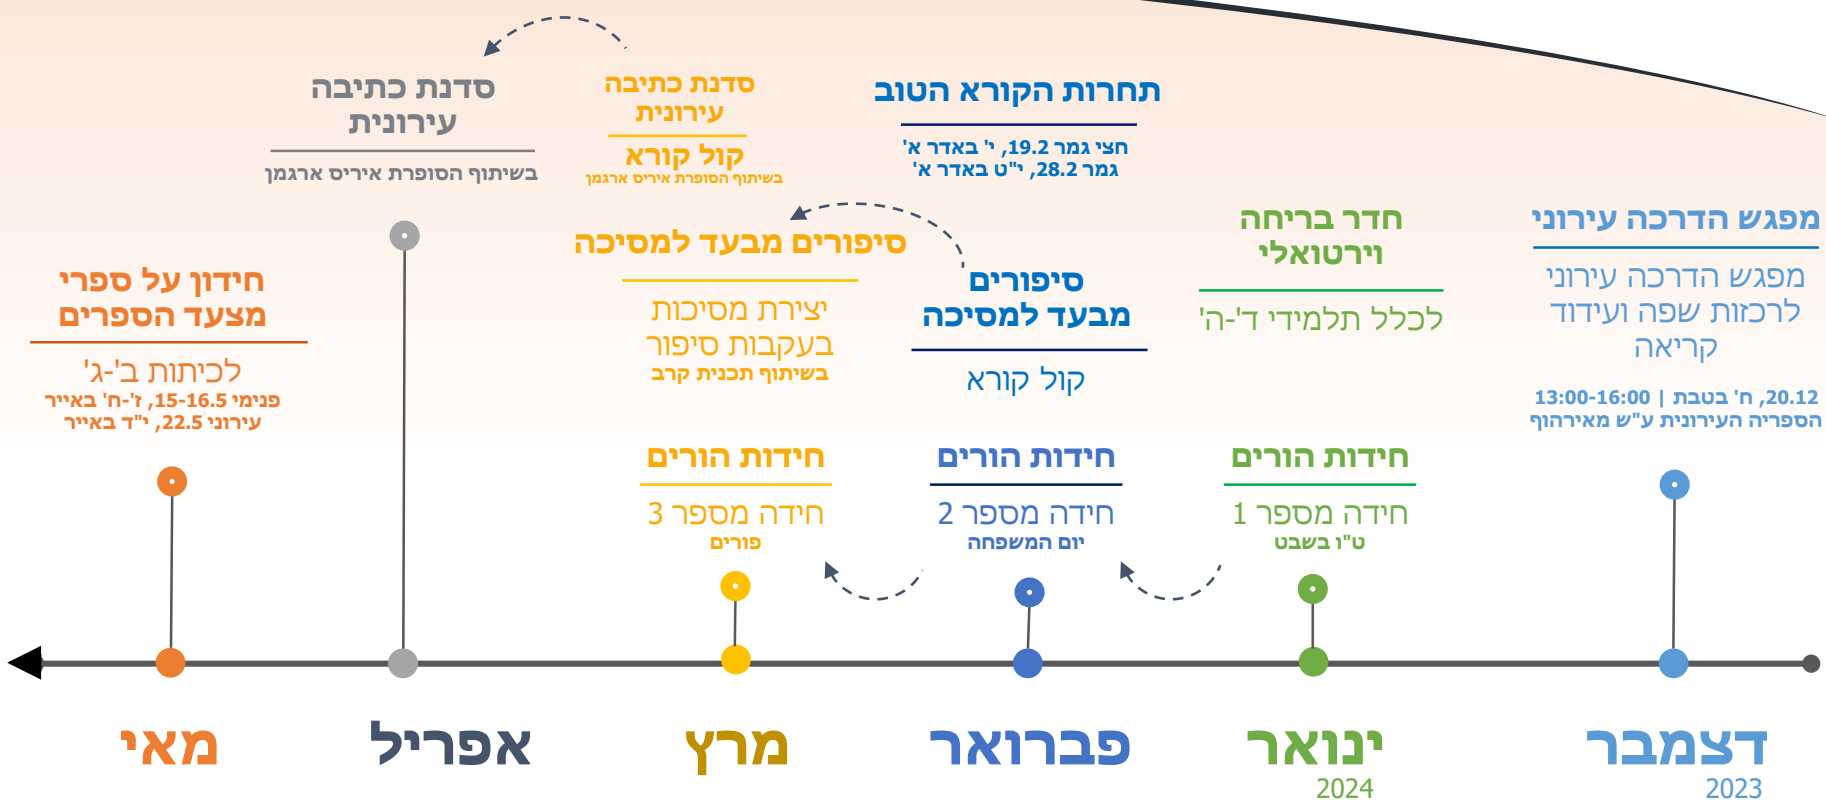 מפגש הדרכה עירוני
מפגש הדרכה עירוני
לרכזות שפה ועידוד
קריאה
20.12, ח' בטבת | 13:00-16:00
הספריה העירונית ע"ש מאירהוף
חדר בריחה
וירטואלי
לכלל תלמידי ד'-ה'
חידות הורים
חידה מספר 1
ט"ו בשבט
תחרות הקורא הטוב
חצי גמר 19.2, י' באדר א'
גמר 28.2, י"ט באדר א'
סיפורים
מבעד למסיכה
קול קורא
חידות הורים
חידה מספר 2
יום המשפחה
סדנת כתיבה
עירונית
קול קורא
בשיתוף הסופרת איריס ארגמן
סיפורים מבעד למסיכה
יצירת מסיכות
בעקבות סיפור
בשיתוף תכנית קרב
חידות הורים
חידה מספר 3
פורים
סדנת כתיבה
עירונית
בשיתוף הסופרת איריס ארגמן
חידון על ספרי
מצעד הספרים
לכיתות ב'-ג'
פנימי 15-16.5, ז'-ח' באייר
עירוני 22.5, י"ד באייר
דצמבר
2023
ינואר
2024
פברואר
מרץ
אפריל
מאי